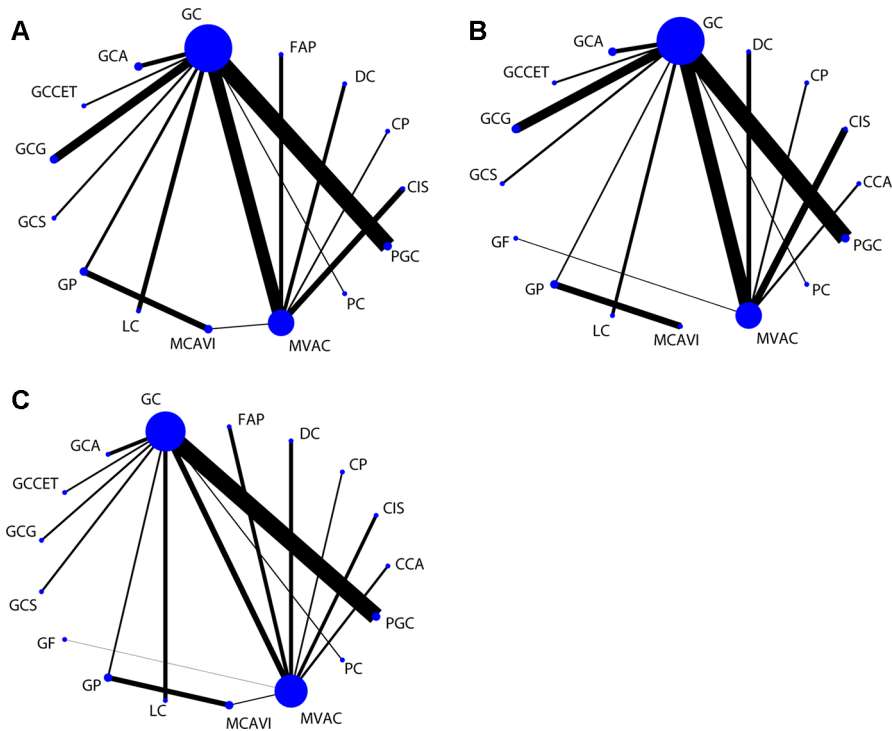 A
GC
FAP
GCA
DC
GCCET
CP
GCG
CIS
GCS
PGC
GP
PC
LC
MCAVI
MVAC
B
GC
DC
GCA
GCCET
CP
GCG
CIS
GCS
CCA
GF
PGC
GP
PC
LC
MCAVI
MVAC
C
GC
FAP
GCA
DC
GCCET
CP
GCG
CIS
GCS
CCA
GF
PGC
GP
PC
LC
MCAVI
MVAC